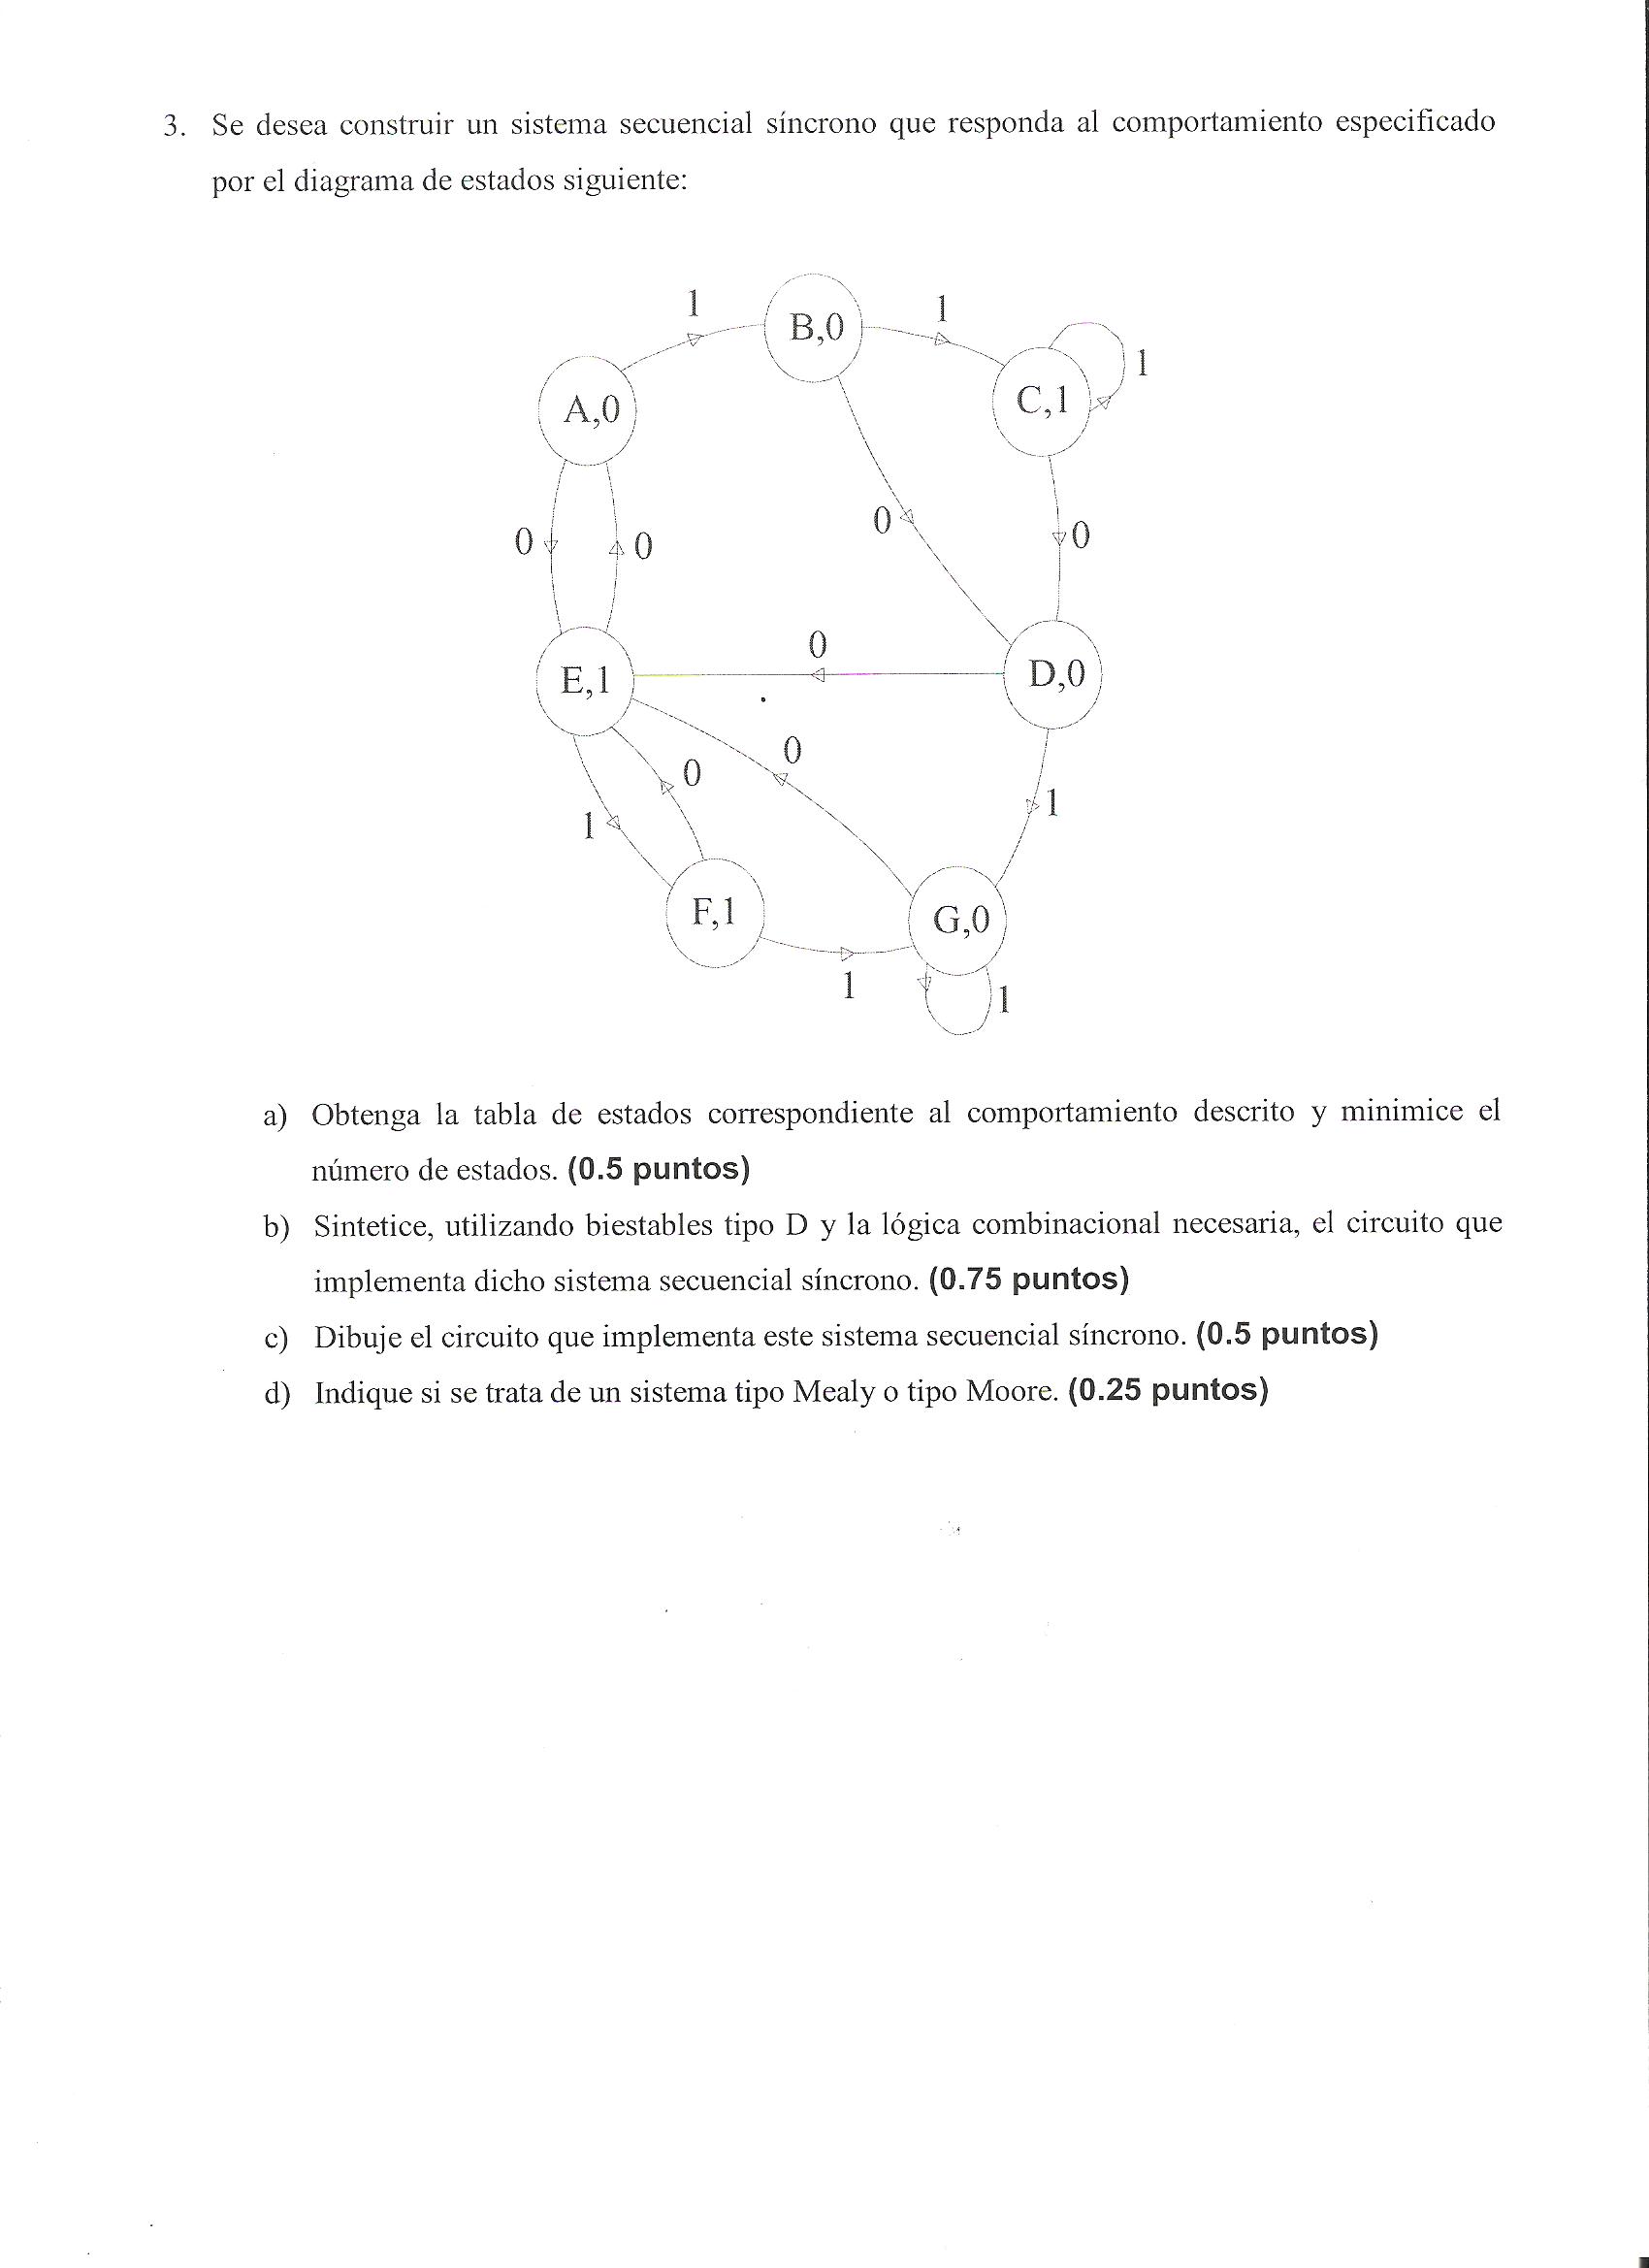 3. Se desea construir un sistema secuencial síncrono que responda al comportamiento especificado
por el diagrama de estados siguiente:
1
B,0
1
C,1
1
A,0
0
0
0
0
0
E,1
D,0
0
0
1
1
F,1
G,0
1
1
a) Obtenga la tabla de estados correspondiente al comportamiento descrito y minimice el
número de estados. (0.5 puntos)
b) Sintetice, utilizando biestables tipo D y la lógica combinacional necesaria, el circuito que
implementa dicho sistema secuencial síncrono. (0.75 puntos)
c) Dibuje el circuito que implementa este sistema secuencial síncrono. (0.5 puntos)
d) Indique si se trata de un sistema tipo Mealy o tipo Moore. (0.25 puntos)